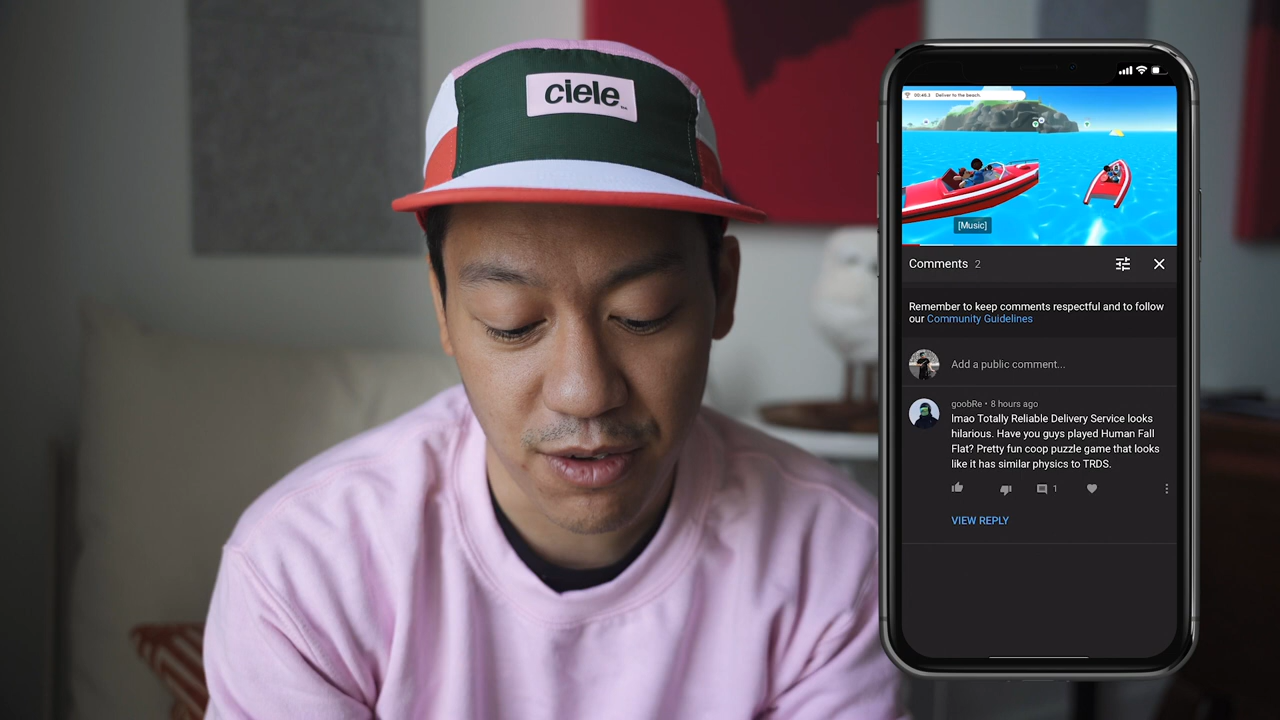 ciele
00:48.3 Deliver to the beach.
[Music]
Comments 2
Remember to keep comments respectful and to follow
our Community Guidelines
Add a public comment...
goobRe • 8 hours ago
lmao Totally Reliable Delivery Service looks
hilarious. Have you guys played Human Fall
Flat? Pretty fun coop puzzle game that looks
like it has similar physics to TRDS.
1
VIEW REPLY